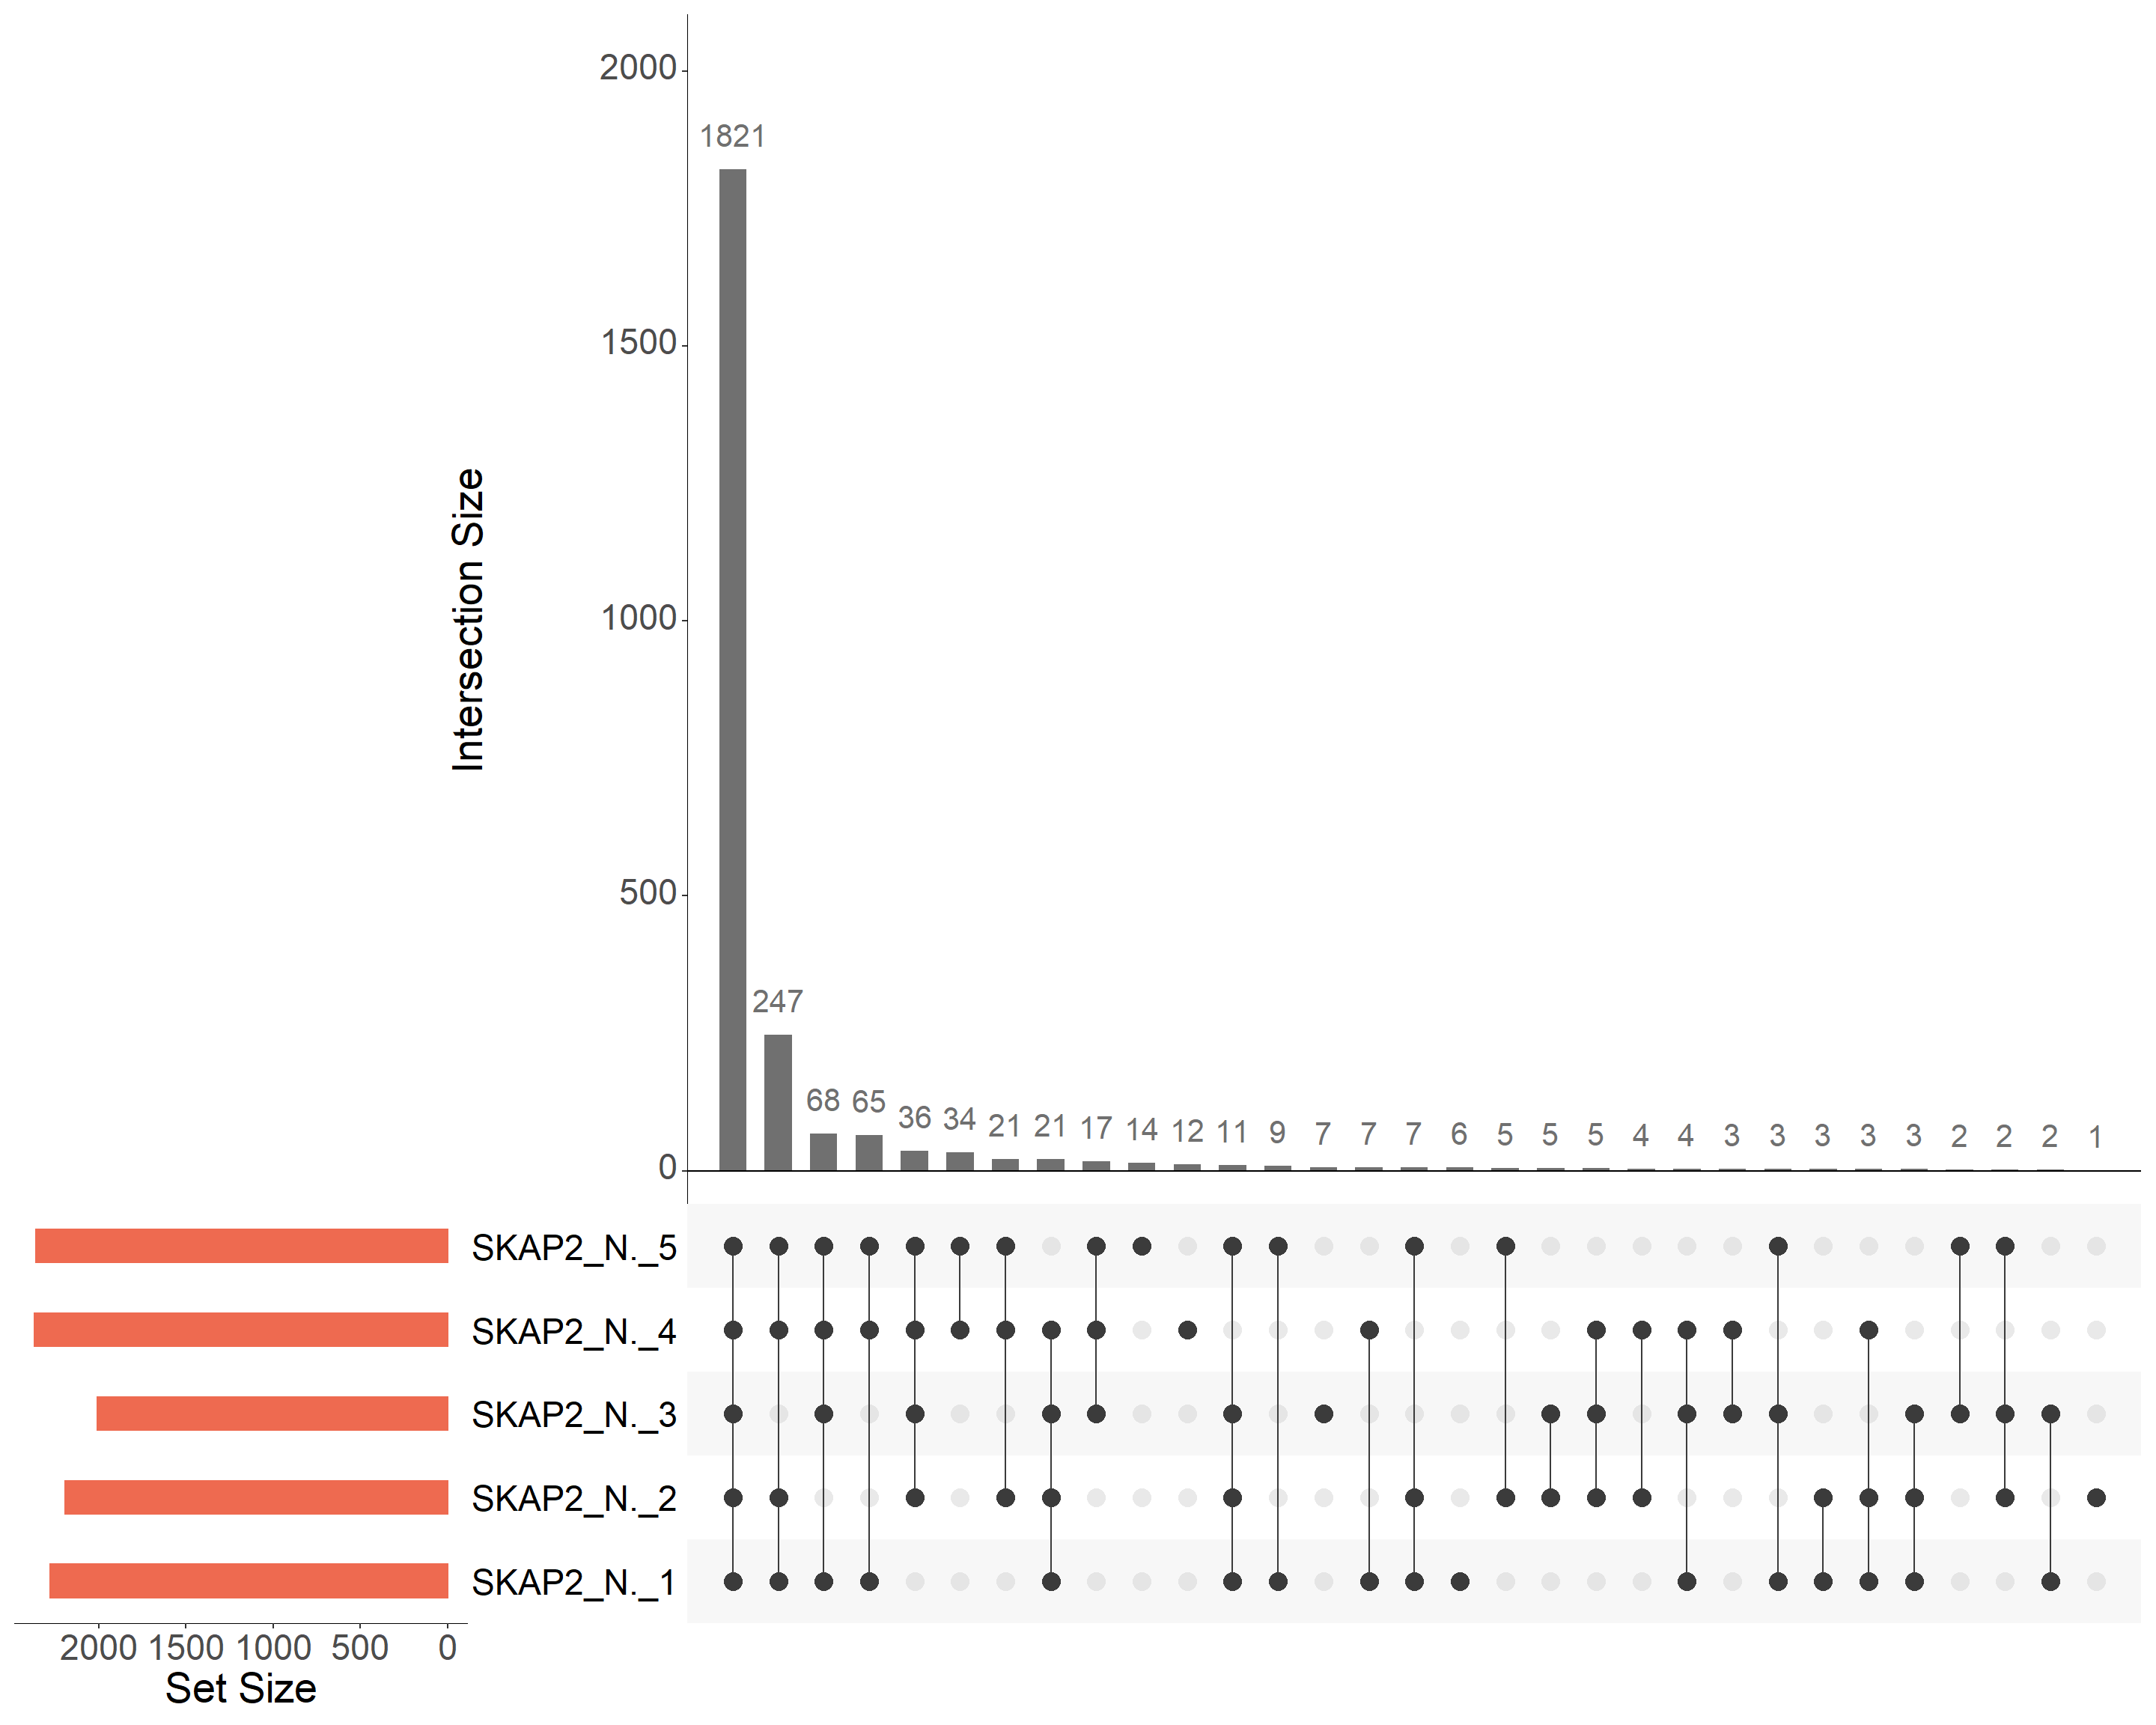 2000
1821
1500
Intersection Size
1000
500
247
68 65 36 34 21 21 17 14 12 11 9 7 7 7 6 5 5 5 4 4 3 3 3 3 3 2 2 2 1
0
SKAP2_N._5
SKAP2_N._4
SKAP2_N._3
SKAP2_N._2
SKAP2_N._1
2000 1500 1000 500 0
Set Size